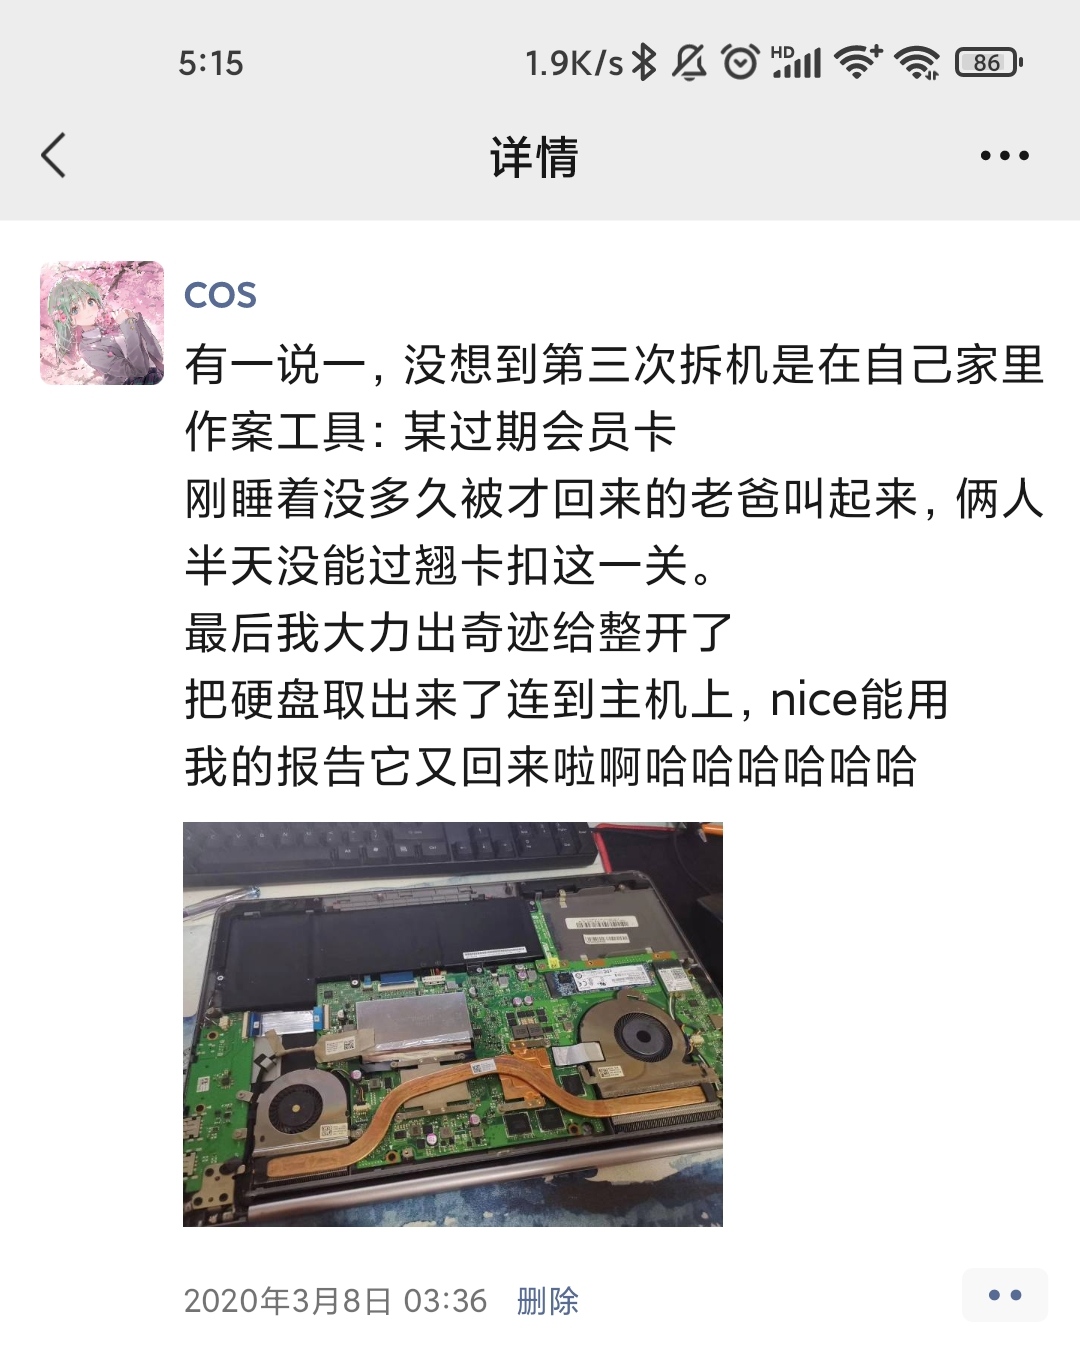 5:15
1.9K/s HD 86
详情
COS
有一说一，没想到第三次拆机是在自己家里
作案工具：某过期会员卡
刚睡着没多久被才回来的老爸叫起来，俩人
半天没能过翘卡扣这一关。
最后我大力出奇迹给整开了
把硬盘取出来了连到主机上，nice能用
我的报告它又回来啦啊哈哈哈哈哈哈
2020年3月8日 03:36 删除